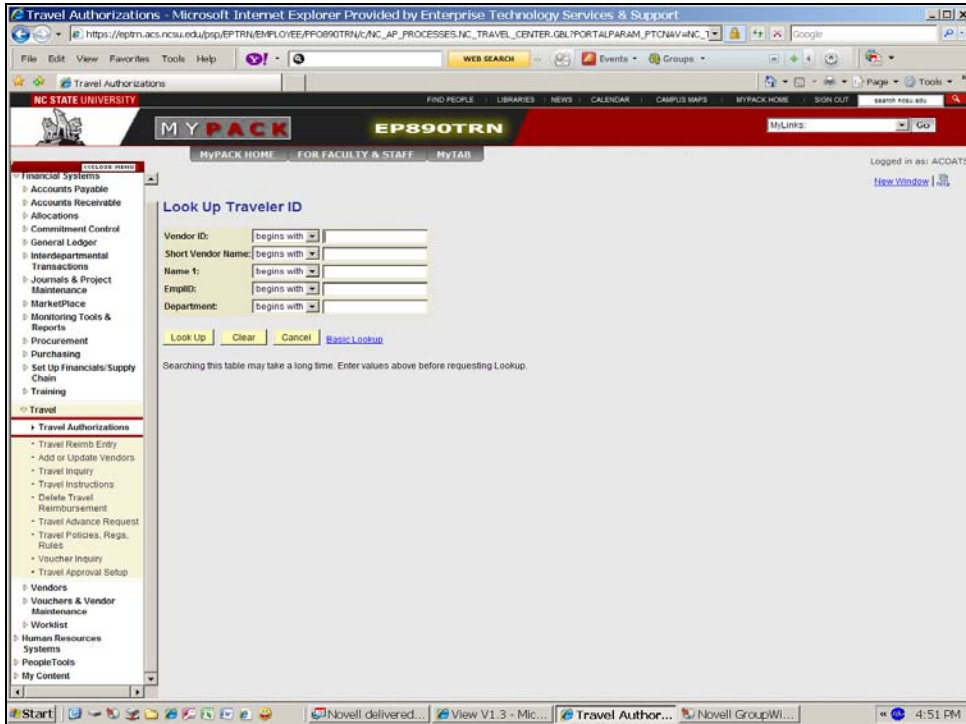 Travel Authorizations - Microsoft Internet Explorer Provided by Enterprise Technology Services & Support
https://eptrn.acs.ncsu.edu/psp/EPTRN/EMPLOYEE/PFO890TRN/c/NC_AP_PROCESSES.NC_TRAVEL_CENTER.GBL?PORTALPARAM_PTCNAV=NC_T
Google
File Edit View Favorites Tools Help
WEB SEARCH
Events
Groups
Travel Authorizations
Page
Tools
NC STATE UNIVERSITY
FIND PEOPLE | LIBRARIES | NEWS | CALENDAR | CAMPUS MAPS | MYPACK HOME | SIGN OUT
search ncsu.edu
MYPACK
EP890TRN
MyLinks:
Go
MyPACK HOME
FOR FACULTY & STAFF
MyTAB
Logged in as: ACOATS
New Window
CLOSE MENU
Financial Systems
Accounts Payable
Accounts Receivable
Allocations
Commitment Control
General Ledger
Interdepartmental
Transactions
Journals & Project
Maintenance
MarketPlace
Monitoring Tools &
Reports
Procurement
Purchasing
Set Up Financials/Supply
Chain
Training
Travel
Travel Authorizations
Travel Reimb Entry
Add or Update Vendors
Travel Inquiry
Travel Instructions
Delete Travel
Reimbursement
Travel Advance Request
Travel Policies, Regs,
Rules
Voucher Inquiry
Travel Approval Setup
Vendors
Vouchers & Vendor
Maintenance
Worklist
Human Resources
Systems
PeopleTools
My Content
Look Up Traveler ID
Vendor ID: begins with
Short Vendor Name: begins with
Name 1: begins with
EmplID: begins with
Department: begins with
Look Up
Clear
Cancel
Basic Lookup
Searching this table may take a long time. Enter values above before requesting Lookup.
Start
Novell delivered...
View V1.3 - Mic...
Travel Author...
Novell GroupWi...
4:51 PM